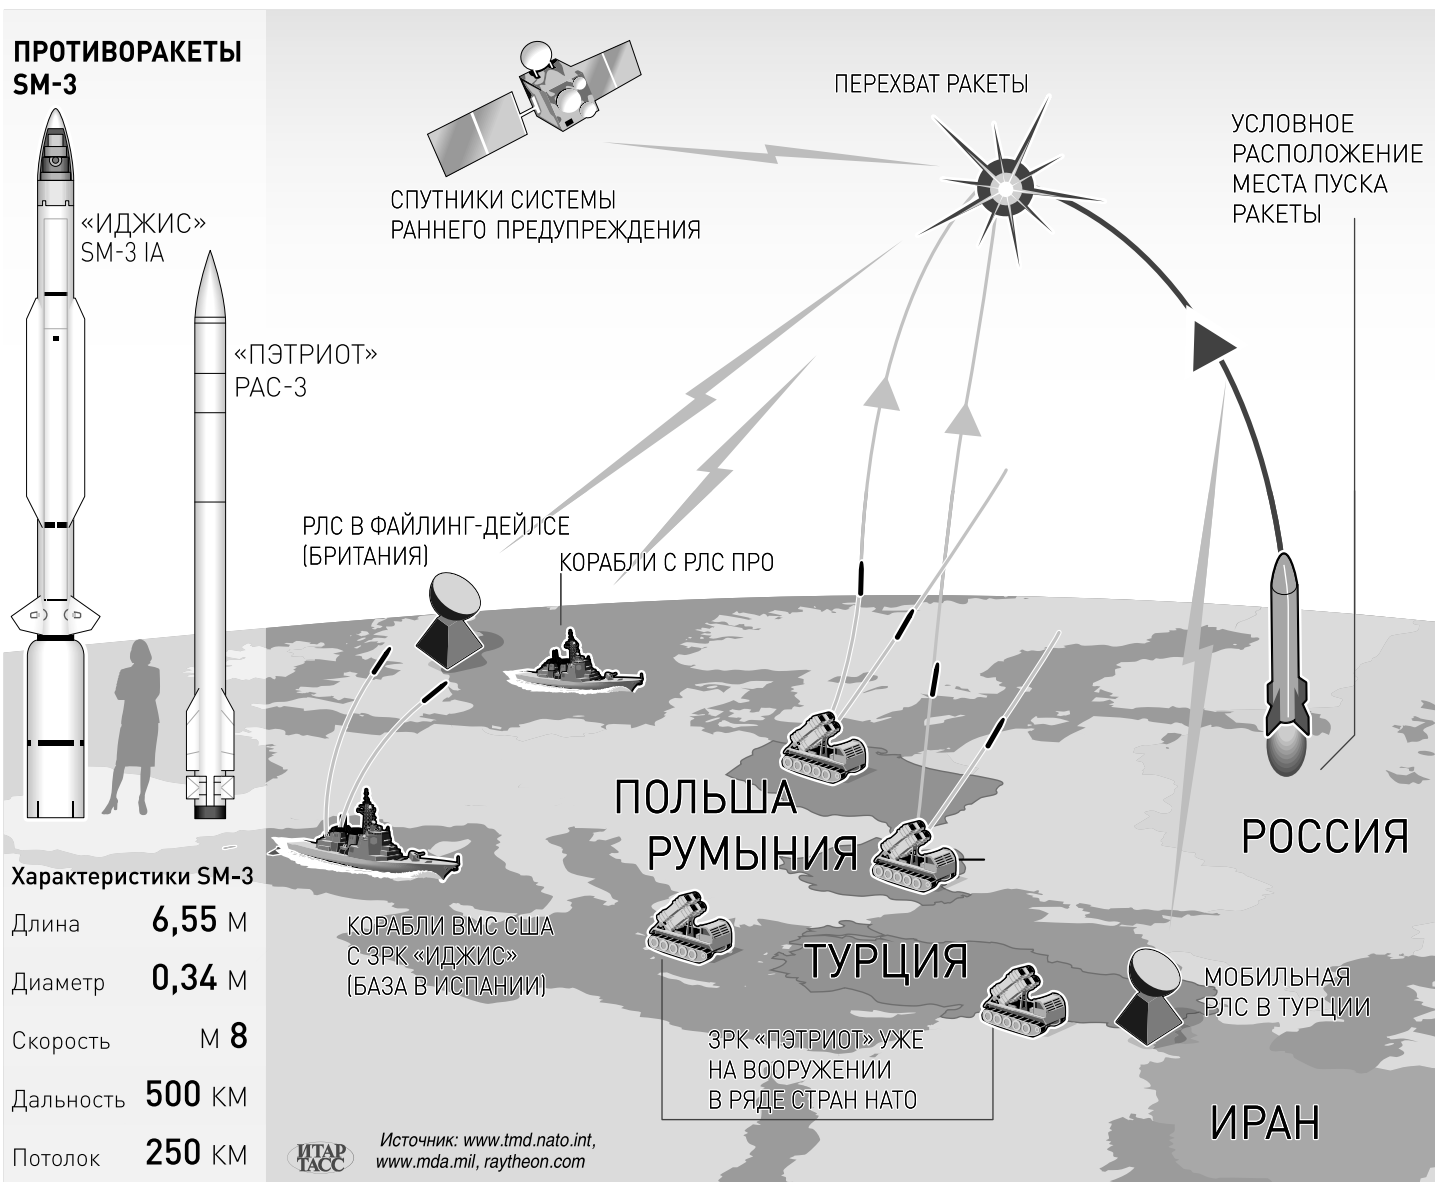 ПРОТИВОРАКЕТЫ
SM-3
«ИДЖИС»
SM-3 IA
«ПЭТРИОТ»
PAC-3
Характеристики SM-3
Длина 6,55 М
Диаметр 0,34 М
Скорость М 8
Дальность 500 КМ
Потолок 250 КМ
СПУТНИКИ СИСТЕМЫ
РАННЕГО ПРЕДУПРЕЖДЕНИЯ
ПЕРЕХВАТ РАКЕТЫ
УСЛОВНОЕ
РАСПОЛОЖЕНИЕ
МЕСТА ПУСКА
РАКЕТЫ
РЛС В ФАЙЛИНГ-ДЕЙЛСЕ
(БРИТАНИЯ)
КОРАБЛИ С РЛС ПРО
ПОЛЬША
РУМЫНИЯ
РОССИЯ
КОРАБЛИ ВМС США
С ЗРК «ИДЖИС»
(БАЗА В ИСПАНИИ)
ТУРЦИЯ
МОБИЛЬНАЯ
РЛС В ТУРЦИИ
ЗРК «ПЭТРИОТ» УЖЕ
НА ВООРУЖЕНИИ
В РЯДЕ СТРАН НАТО
ИРАН
ИТАР
ТАСС
Источник: www.tmd.nato.int,
www.mda.mil, raytheon.com